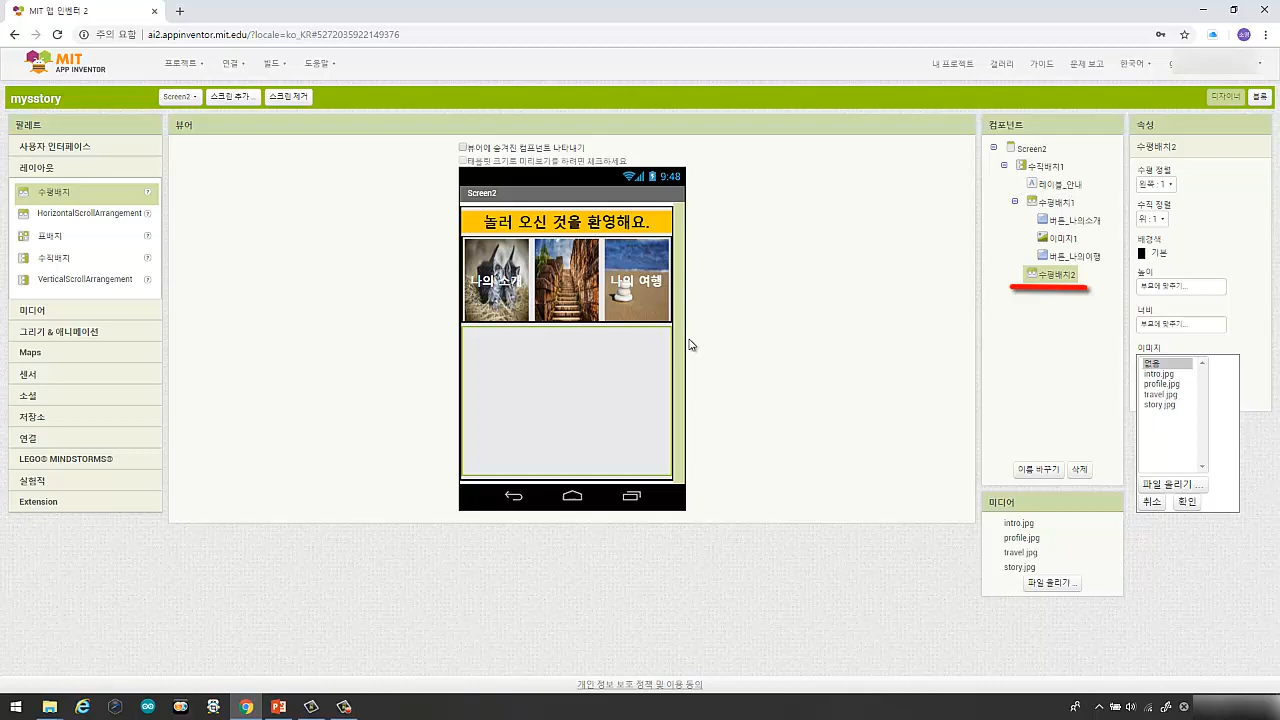 MIT 앱 인벤터 2
주의 요함 ai2.appinventor.mit.edu/?locale=ko_KR#5272035922149376
MIT
APP INVENTOR
프로젝트 연결 빌드 도움말
내 프로젝트 갤러리 가이드 문제 보고 한국어
mysstory
Screen2 스크린 추가... 스크린 제거
디자이너 블록
팔레트
사용자 인터페이스
레이아웃
수평배치
HorizontalScrollArrangement
표배치
수직배치
VerticalScrollArrangement
미디어
그리기 & 애니메이션
Maps
센서
소셜
저장소
연결
LEGO® MINDSTORMS®
실험적
Extension
뷰어
뷰어에 숨겨진 컴포넌트 나타내기
태블릿 크기로 미리보기를 하려면 체크하세요
9:48
Screen2
놀러 오신 것을 환영해요.
나의 소개
나의 여행
컴포넌트
Screen2
수직배치1
레이블_안내
수평배치1
버튼_나의소개
이미지1
버튼_나의여행
수평배치2
이름 바꾸기 삭제
미디어
intro.jpg
profile.jpg
travel.jpg
story.jpg
파일 올리기 ...
속성
수평배치2
수평 정렬
왼쪽 : 1
수직 정렬
위 : 1
배경색
기본
높이
부모에 맞추기...
너비
부모에 맞추기...
이미지
없음
intro.jpg
profile.jpg
travel.jpg
story.jpg
파일 올리기 ...
취소 확인
개인 정보 보호 정책 및 이용 동의